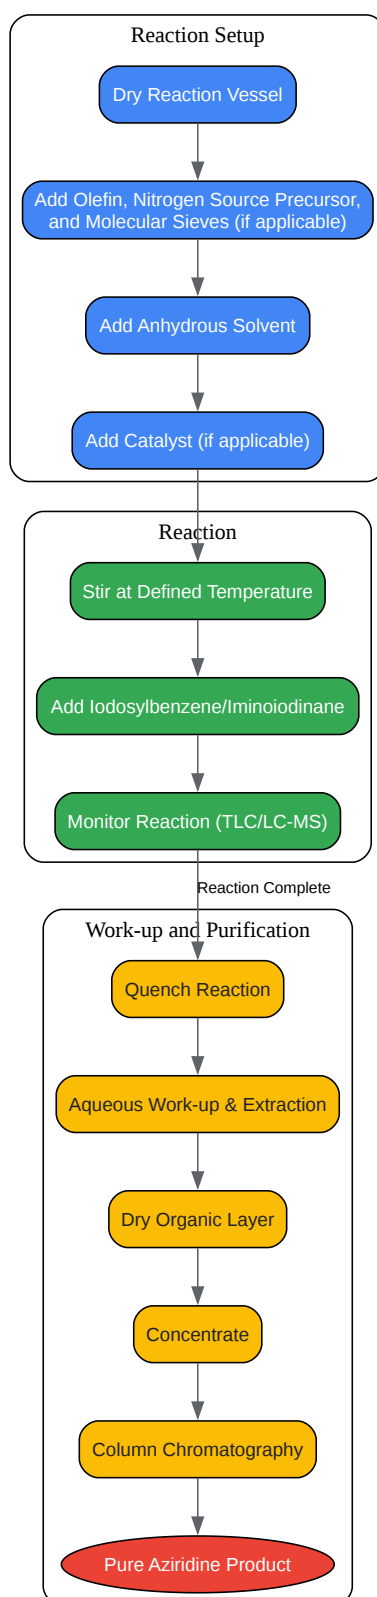 Reaction Setup
Dry Reaction Vessel
Add Olefin, Nitrogen Source Precursor,
and Molecular Sieves (if applicable)
Add Anhydrous Solvent
Add Catalyst (if applicable)
Reaction
Stir at Defined Temperature
Add Iodosylbenzene/Iminoiodinane
Monitor Reaction (TLC/LC-MS)
Reaction Complete
Work-up and Purification
Quench Reaction
Aqueous Work-up & Extraction
Dry Organic Layer
Concentrate
Column Chromatography
Pure Aziridine Product